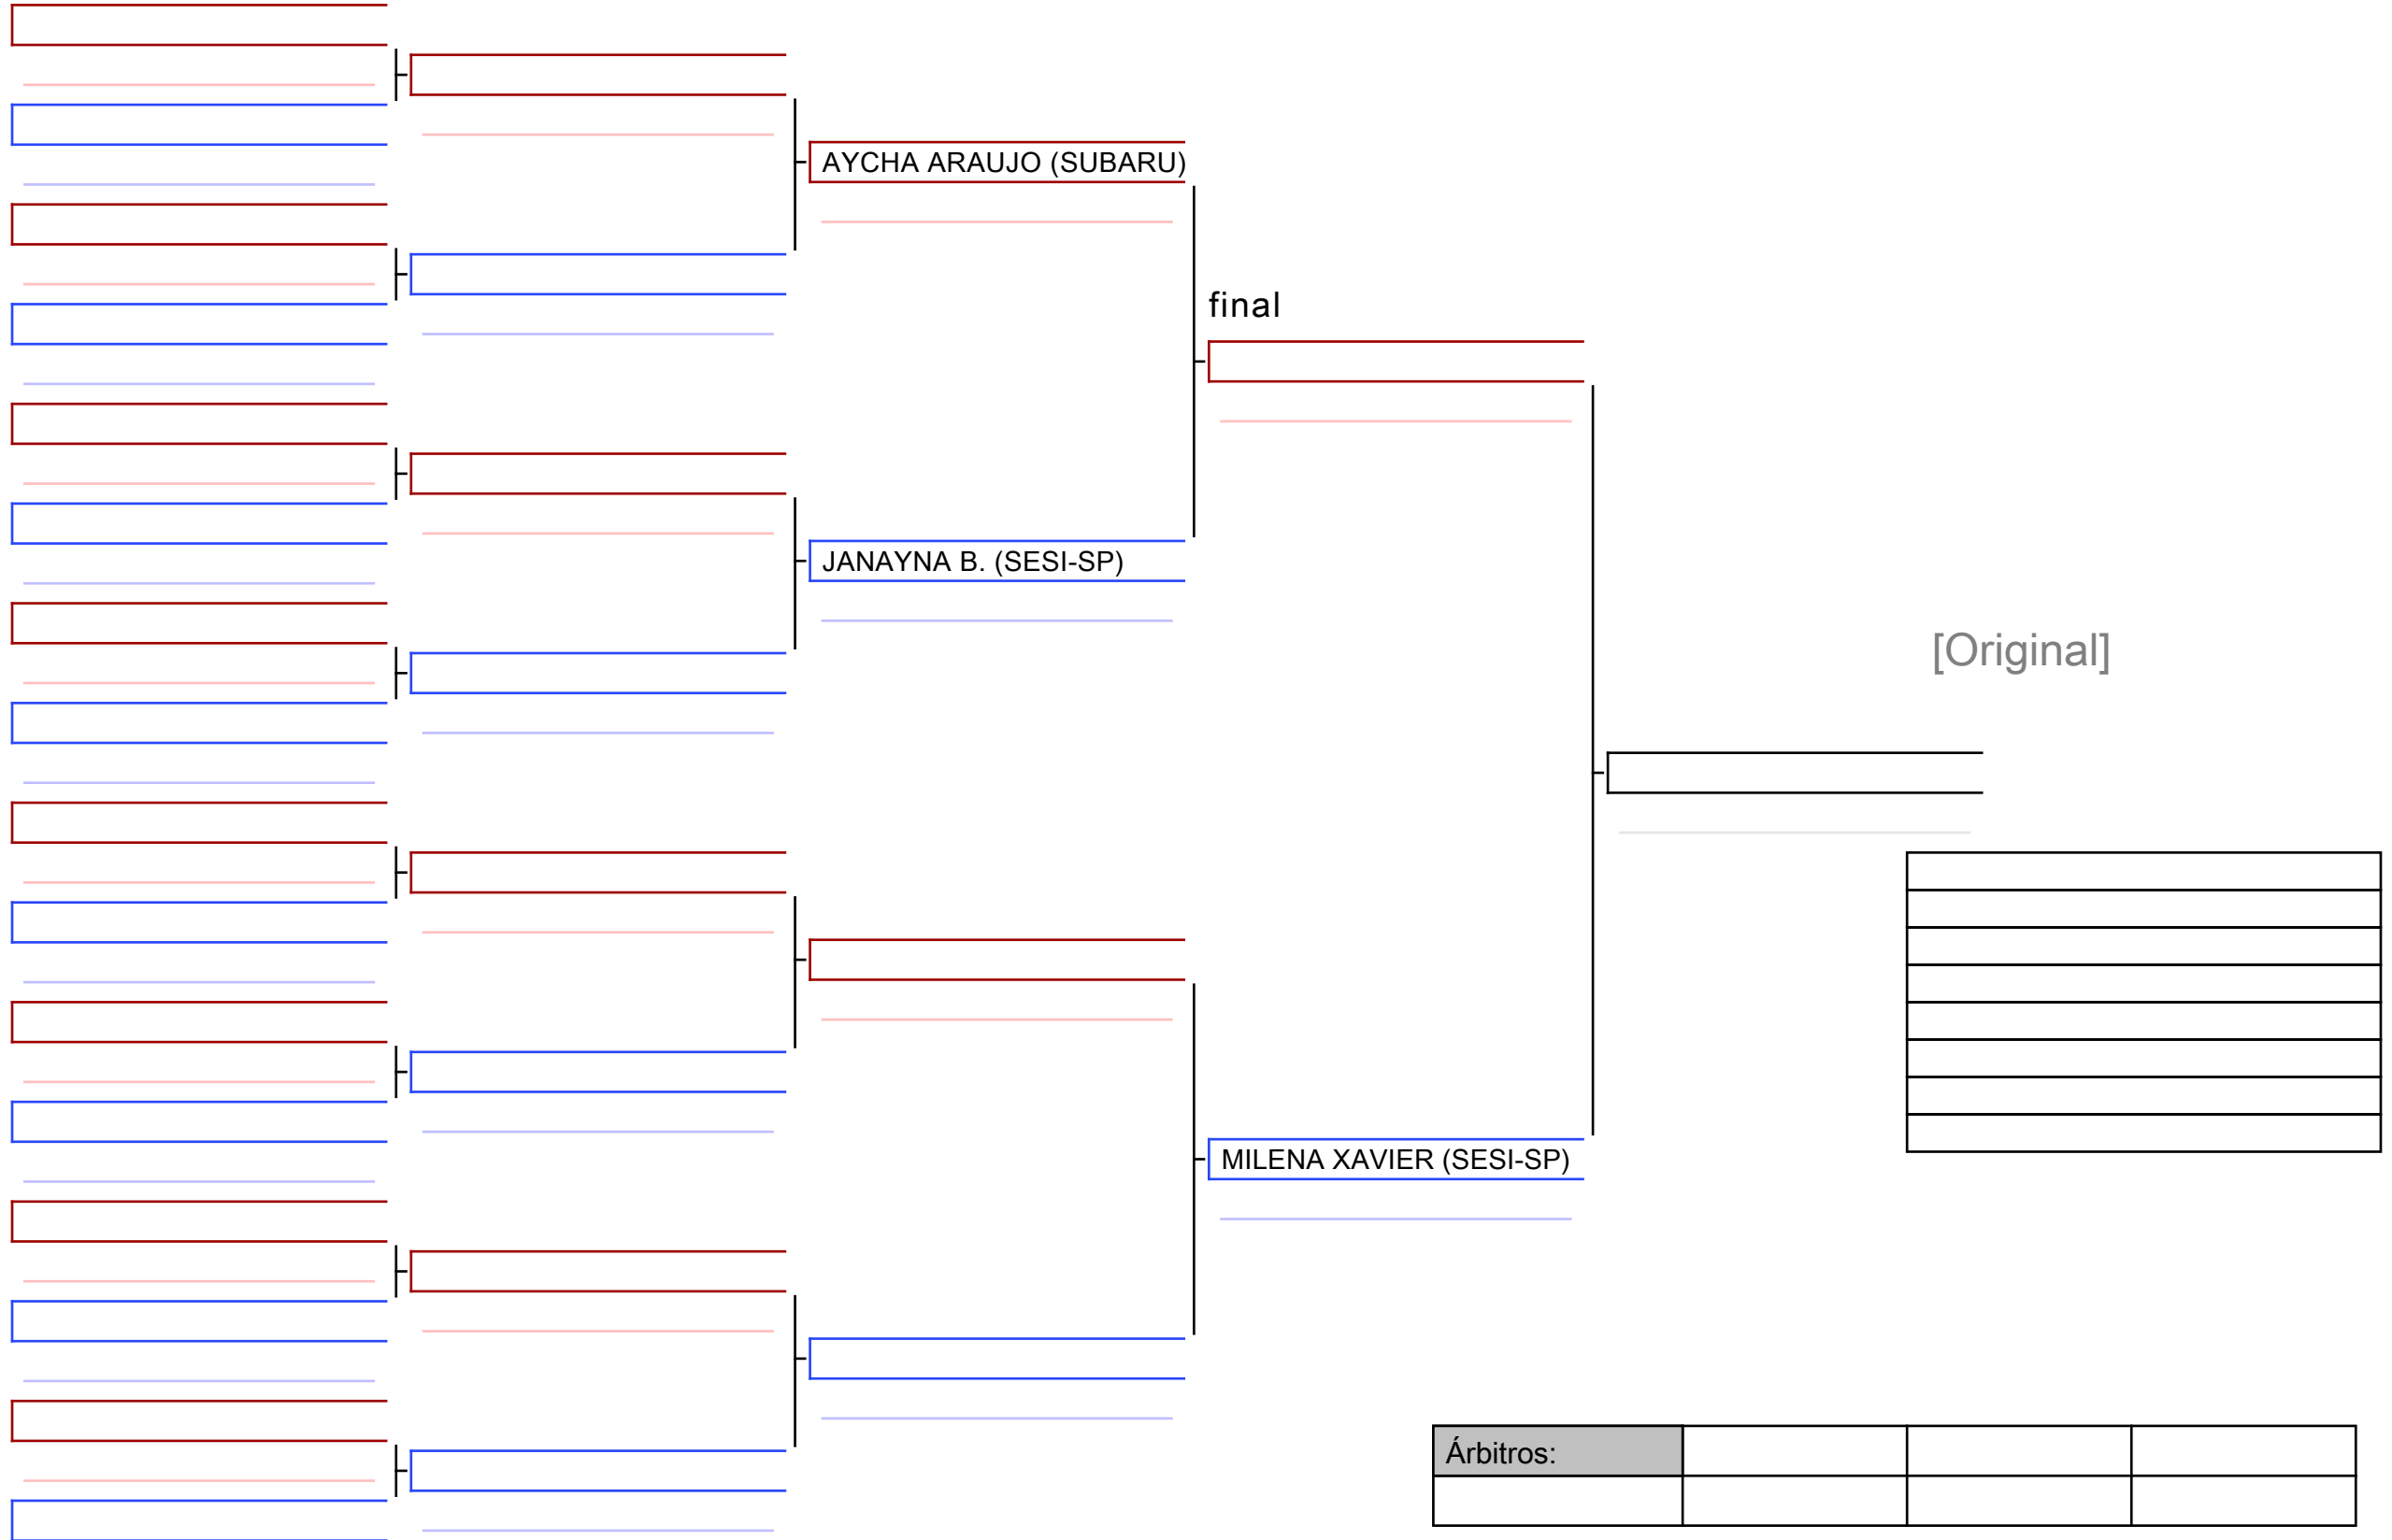 AYCHA ARAUJO (SUBARU)
final
JANAYNA B. (SESI-SP)
[Original]
MILENA XAVIER (SESI-SP)
Árbitros: